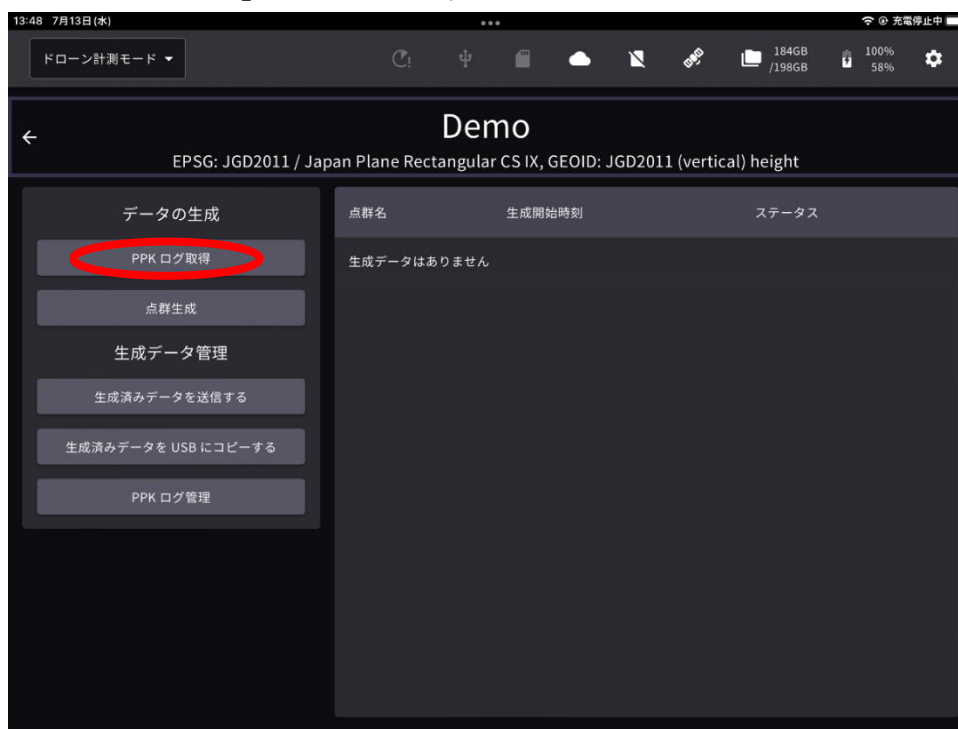 13:48 7月13日(水)
充電停止中
ドローン計測モード
184GB
/198GB
100%
58%
Demo
EPSG: JGD2011 / Japan Plane Rectangular CS IX, GEOID: JGD2011 (vertical) height
データの生成
PPK ログ取得
点群生成
生成データ管理
生成済みデータを送信する
生成済みデータを USB にコピーする
PPK ログ管理
点群名 生成開始時刻 ステータス
生成データはありません